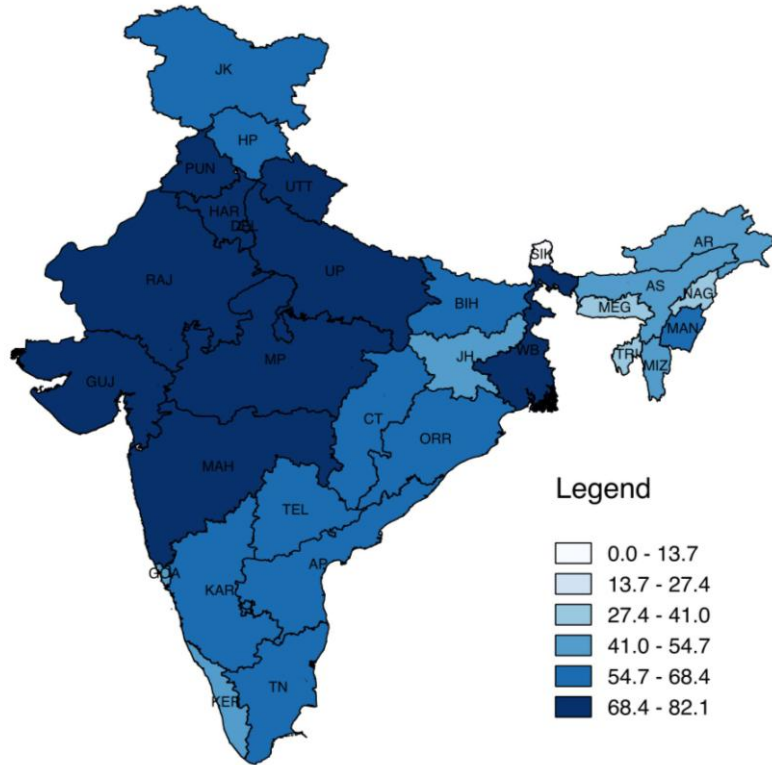 JK
HP
PUN
UTT
HAR
DEL
AR
SIK
UP
RAJ
AS
NAG
BIH
MEG
MAN
WB
JH
TRI
MP
MIZ
GUJ
CT
ORR
MAH
TEL
AP
GOA
KAR
TN
KER
Legend
0.0 - 13.7
13.7 - 27.4
27.4 - 41.0
41.0 - 54.7
54.7 - 68.4
68.4 - 82.1